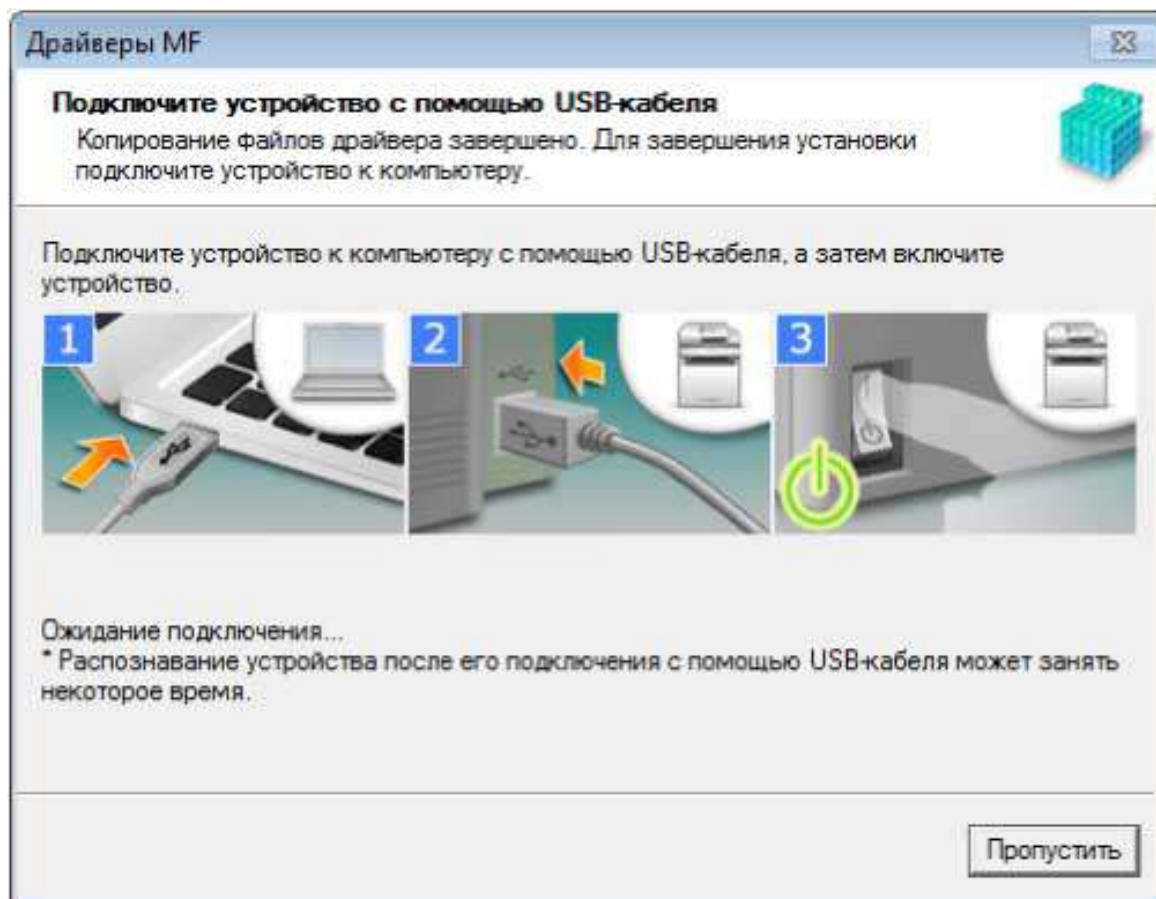 Драйверы MF
Подключите устройство с помощью USB-кабеля
Копирование файлов драйвера завершено. Для завершения установки
подключите устройство к компьютеру.
Подключите устройство к компьютеру с помощью USB-кабеля, а затем включите
устройство.
1
2
3
Ожидание подключения...
* Распознавание устройства после его подключения с помощью USB-кабеля может занять
некоторое время.
Пропустить